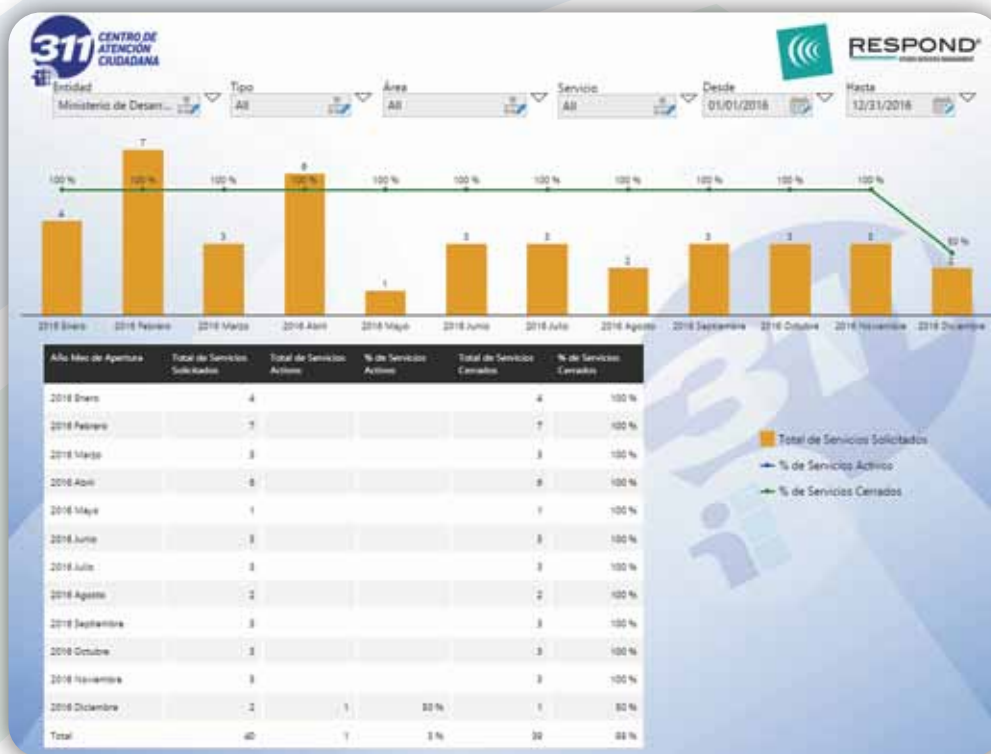 311 CENTRO DE
ATENCIÓN
CIUDADANA
RESPOND®
Entidad
Ministerio de Desarr...
Tipo
All
Área
All
Servicio
All
Desde
01/01/2016
Hasta
12/31/2016
100 % 100 % 100 % 100 % 100 % 100 % 100 % 100 % 100 % 100 % 100 % 50 %
4 7 3 6 1 3 3 2 3 3 3 2
2016 Enero 2016 Febrero 2016 Marzo 2016 Abril 2016 Mayo 2016 Junio 2016 Julio 2016 Agosto 2016 Septiembre 2016 Octubre 2016 Noviembre 2016 Diciembre
Año Mes de Apertura Total de Servicios Solicitados Total de Servicios Activos % de Servicios Activos Total de Servicios Cerrados % de Servicios Cerrados
2016 Enero 4 4 100 %
2016 Febrero 7 7 100 %
2016 Marzo 3 3 100 %
2016 Abril 6 6 100 %
2016 Mayo 1 1 100 %
2016 Junio 3 3 100 %
2016 Julio 3 3 100 %
2016 Agosto 2 2 100 %
2016 Septiembre 3 3 100 %
2016 Octubre 3 3 100 %
2016 Noviembre 3 3 100 %
2016 Diciembre 2 1 50 % 1 50 %
Total 40 1 3 % 39 98 %
Total de Servicios Solicitados
% de Servicios Activos
% de Servicios Cerrados
311